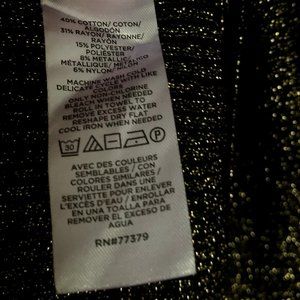 40% COTTON/ COTON/
ALGODÓN
31% RAYON/ RAYONNE/
RAYÓN
15% POLYESTER/
POLIÉSTER
8% METALLIC/
MÉTALLIQUE/ METÁLICO
6% NYLON/
MACHINE WASH COLD
DELICATE CYCLE WITH LIKE
COLORS
ONLY NON-CHLORINE
BLEACH WHEN NEEDED
ROLL IN TOWEL TO
REMOVE EXCESS WATER
RESHAPE DRY FLAT
COOL IRON WHEN NEEDED
30 P
AVEC DES COULEURS
SEMBLABLES / CON
COLORES SIMILARES /
ROULER DANS UNE
SERVIETTE POUR ENLEVER
L'EXCÈS D'EAU / ENROLLAR
EN UNA TOALLA PARA
REMOVER EL EXCESO DE
AGUA
RN#77379